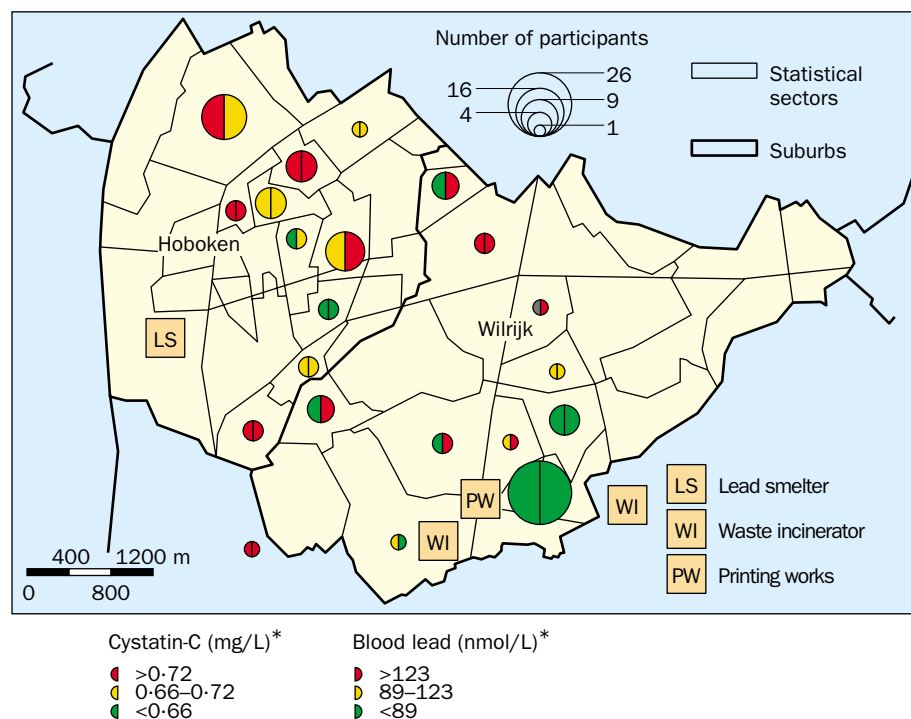 Number of participants
26
16
9
4
1
Statistical
sectors
Suburbs
Hoboken
Wilrijk
LS
PW
WI
WI
LS Lead smelter
WI Waste incinerator
PW Printing works
400 1200 m
0 800
Cystatin-C (mg/L)* Blood lead (nmol/L)*
>0·72 >123
0·66–0·72 89–123
<0·66 <89